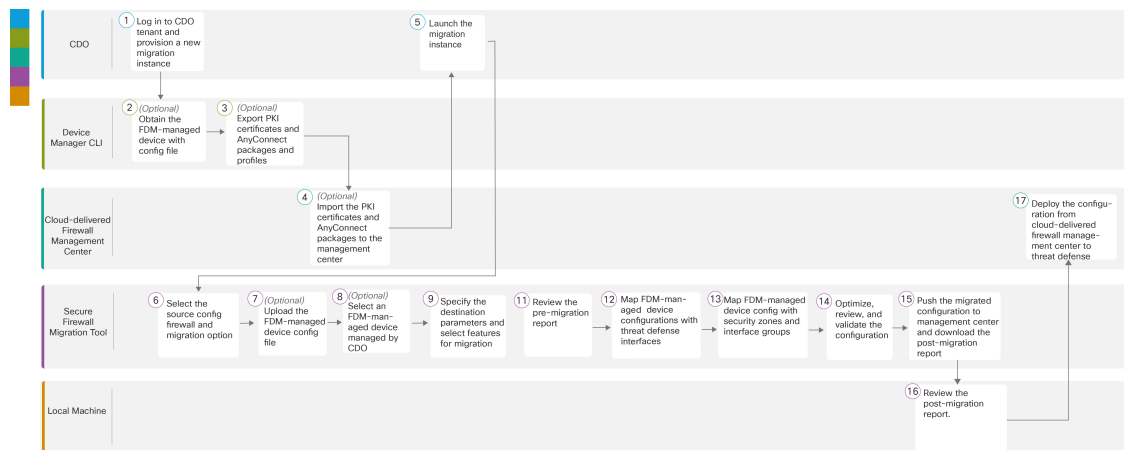 CDO
1
Log in to CDO
tenant and
provision a new
migration
instance
5
Launch the
migration
instance
Device
Manager CLI
2
(Optional)
Obtain the
FDM-managed
device with
config file
3
(Optional)
Export PKI
certificates and
AnyConnect
packages and
profiles
Cloud-delivered
Firewall
Management
Center
4
(Optional)
Import the PKI
certificates and
AnyConnect
packages to the
management
center
17
Deploy the configu-
ration from
cloud-delivered
firewall manage-
ment center to
threat defense
Secure
Firewall
Migration Tool
6
Select the
source config
firewall and
migration option
7
(Optional)
Upload the
FDM-managed
device config
file
8
(Optional)
Select an
FDM-man-
aged device
managed by
CDO
9
Specify the
destination
parameters and
select features
for migration
11
Review the
pre-migration
report
12
Map FDM-man-
aged device
configurations with
threat defense
interfaces
13
Map FDM-managed
device config with
security zones and
interface groups
14
Optimize,
review, and
validate the
configuration
15
Push the migrated
configuration to
management center
and download the
post-migration
report
Local Machine
16
Review the
post-migration
report.